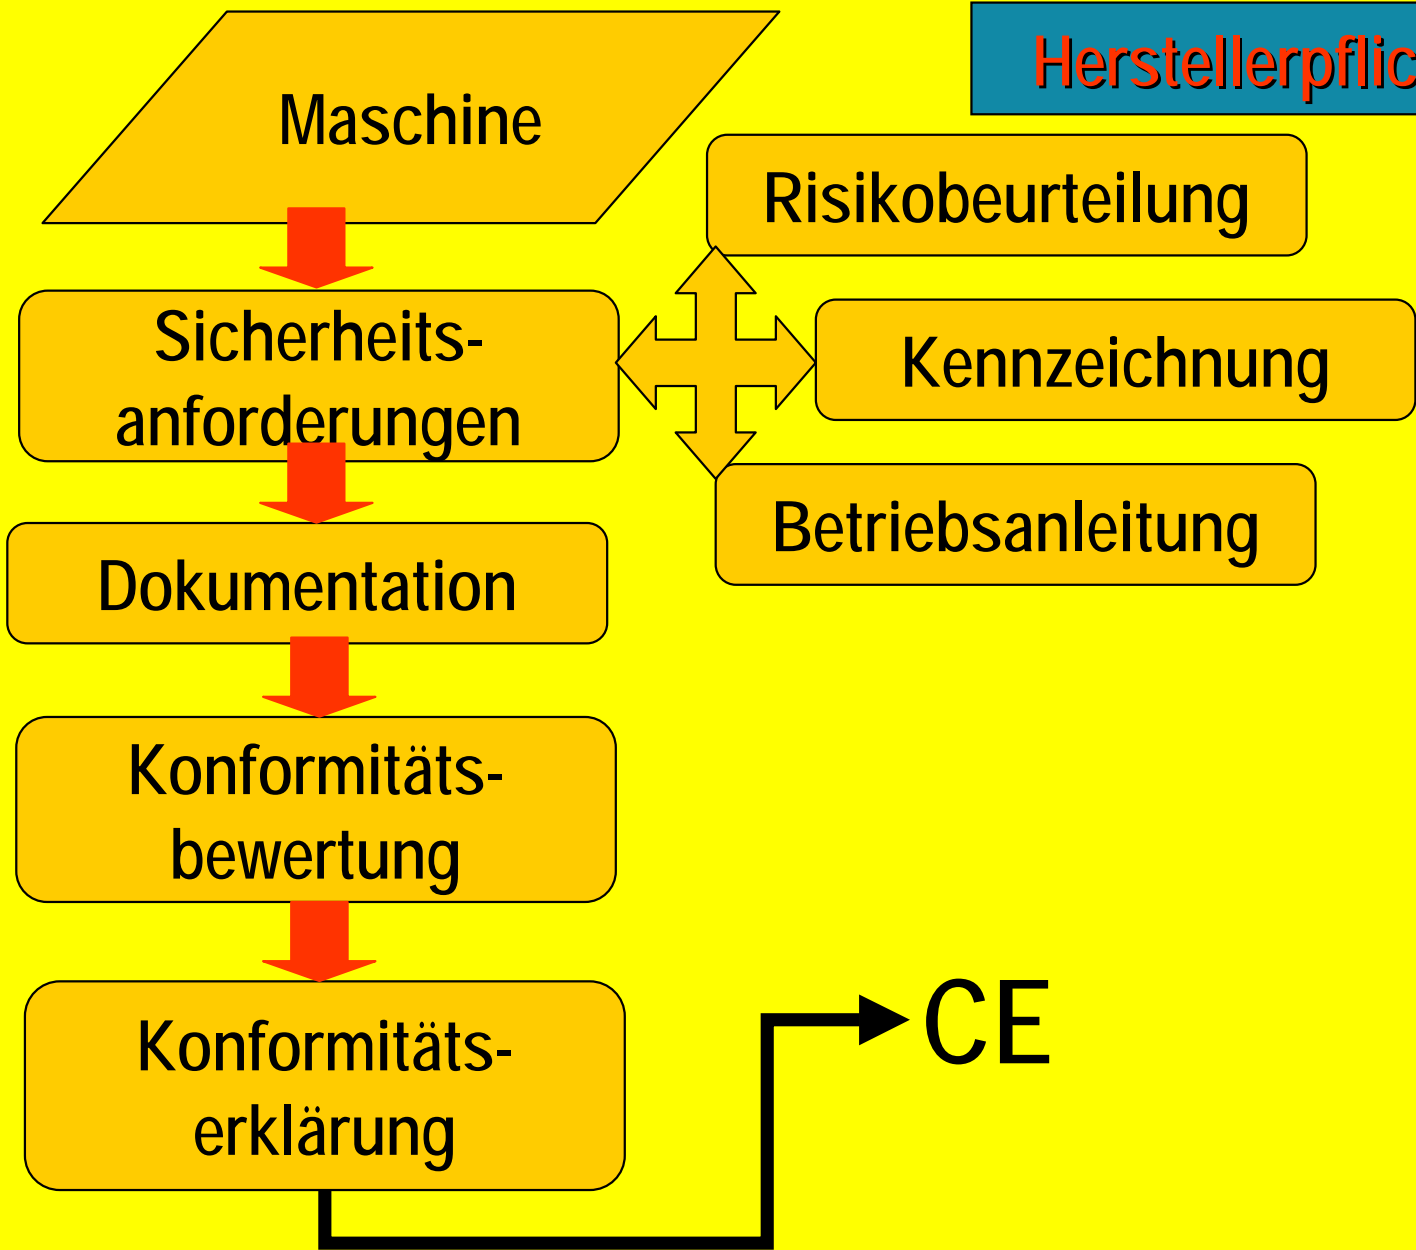 Herstellerpflic
Maschine
Risikobeurteilung
Sicherheits-
anforderungen
Kennzeichnung
Betriebsanleitung
Dokumentation
Konformitäts-
bewertung
Konformitäts-
erklärung
CE